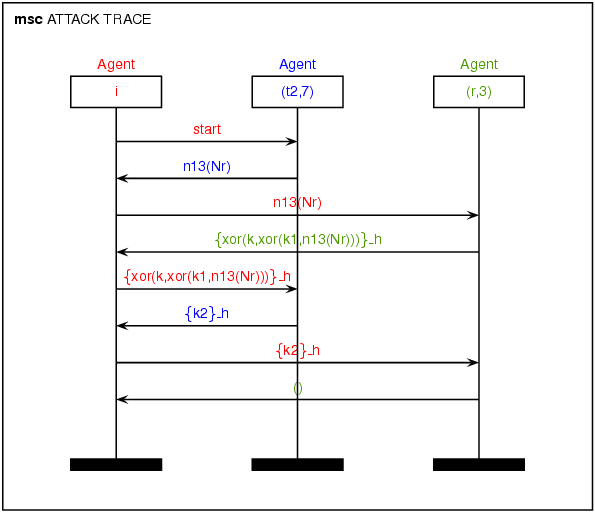 msc ATTACK TRACE
Agent Agent Agent
i (t2,7) (r,3)
start
n13(Nr)
n13(Nr)
{xor(k,xor(k1,n13(Nr)))}_h
{xor(k,xor(k1,n13(Nr)))}_h
{k2}_h
{k2}_h
()